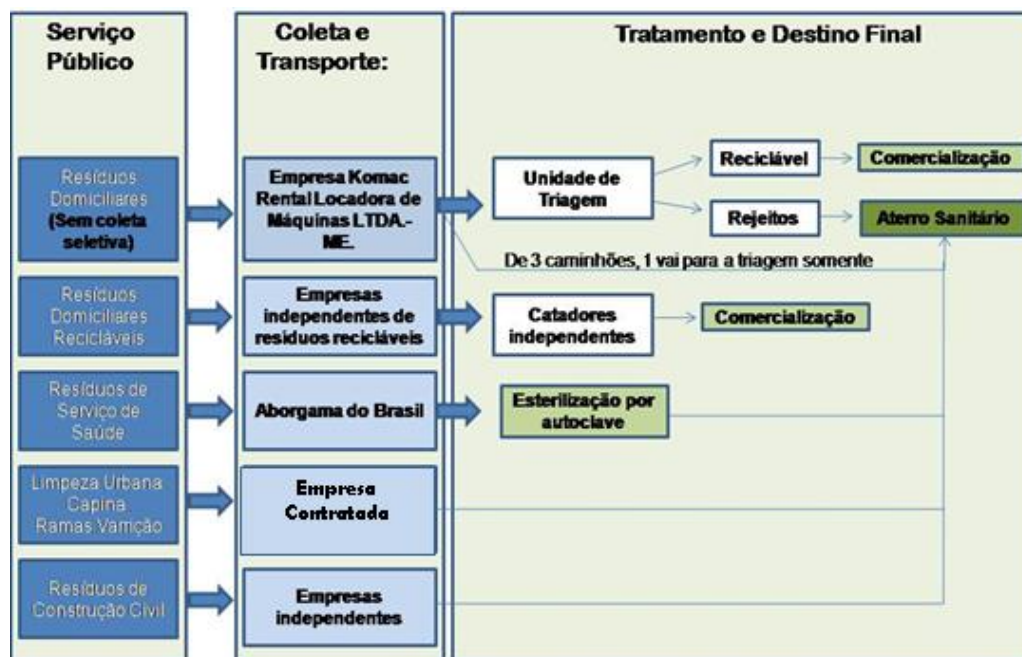 Serviço
Público
Coleta e
Transporte:
Tratamento e Destino Final
Resíduos
Domiciliares
(Sem coleta
seletiva)
Empresa Komac
Rental Locadora de
Máquinas LTDA.-
ME.
Unidade de
Triagem
Reciclável
Comercialização
Rejeitos
Aterro Sanitário
De 3 caminhões, 1 vai para a triagem somente
Resíduos
Domiciliares
Recicláveis
Empresas
independentes de
resíduos recicláveis
Catadores
independentes
Comercialização
Resíduos de
Serviço de
Saúde
Aborgama do Brasil
Esterilização por
autoclave
Limpeza Urbana
Capina
Ramas Varrição
Empresa
Contratada
Resíduos de
Construção Civil
Empresas
independentes